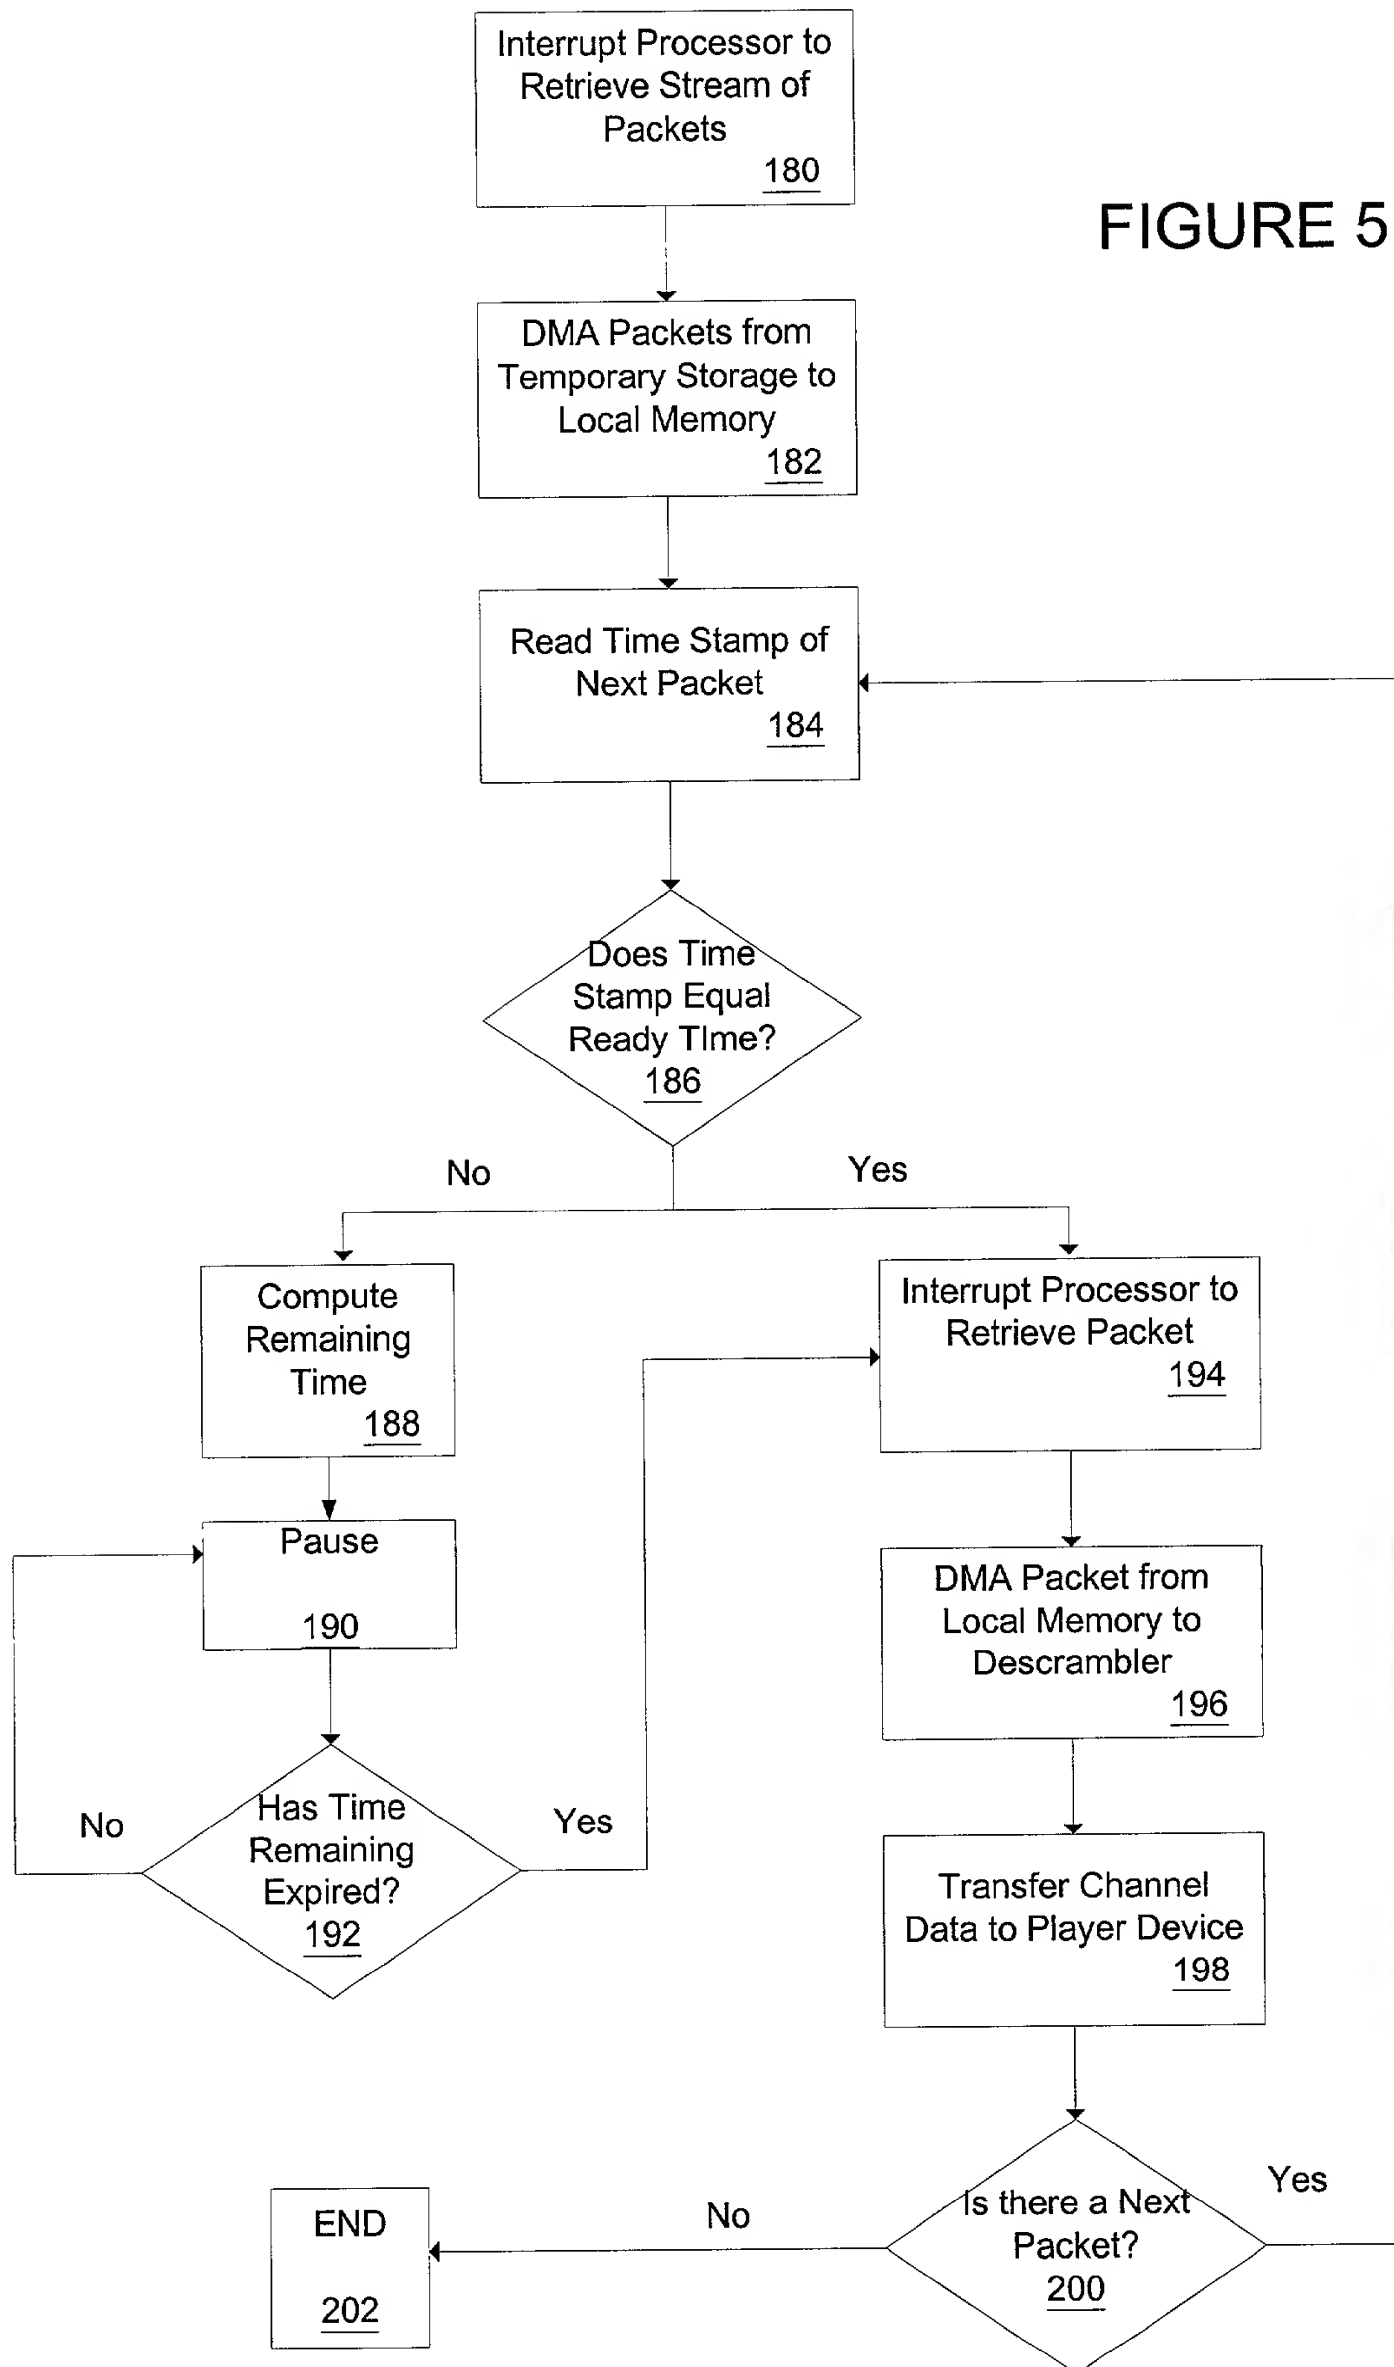 Interrupt Processor to
Retrieve Stream of
Packets
180
FIGURE 5
DMA Packets from
Temporary Storage to
Local Memory
182
Read Time Stamp of
Next Packet
184
Does Time
Stamp Equal
Ready TIme?
186
No
Yes
Compute
Remaining
Time
188
Interrupt Processor to
Retrieve Packet
194
Pause
190
DMA Packet from
Local Memory to
Descrambler
196
Has Time
Remaining
Expired?
192
No
Yes
Transfer Channel
Data to Player Device
198
Is there a Next
Packet?
200
Yes
No
END
202